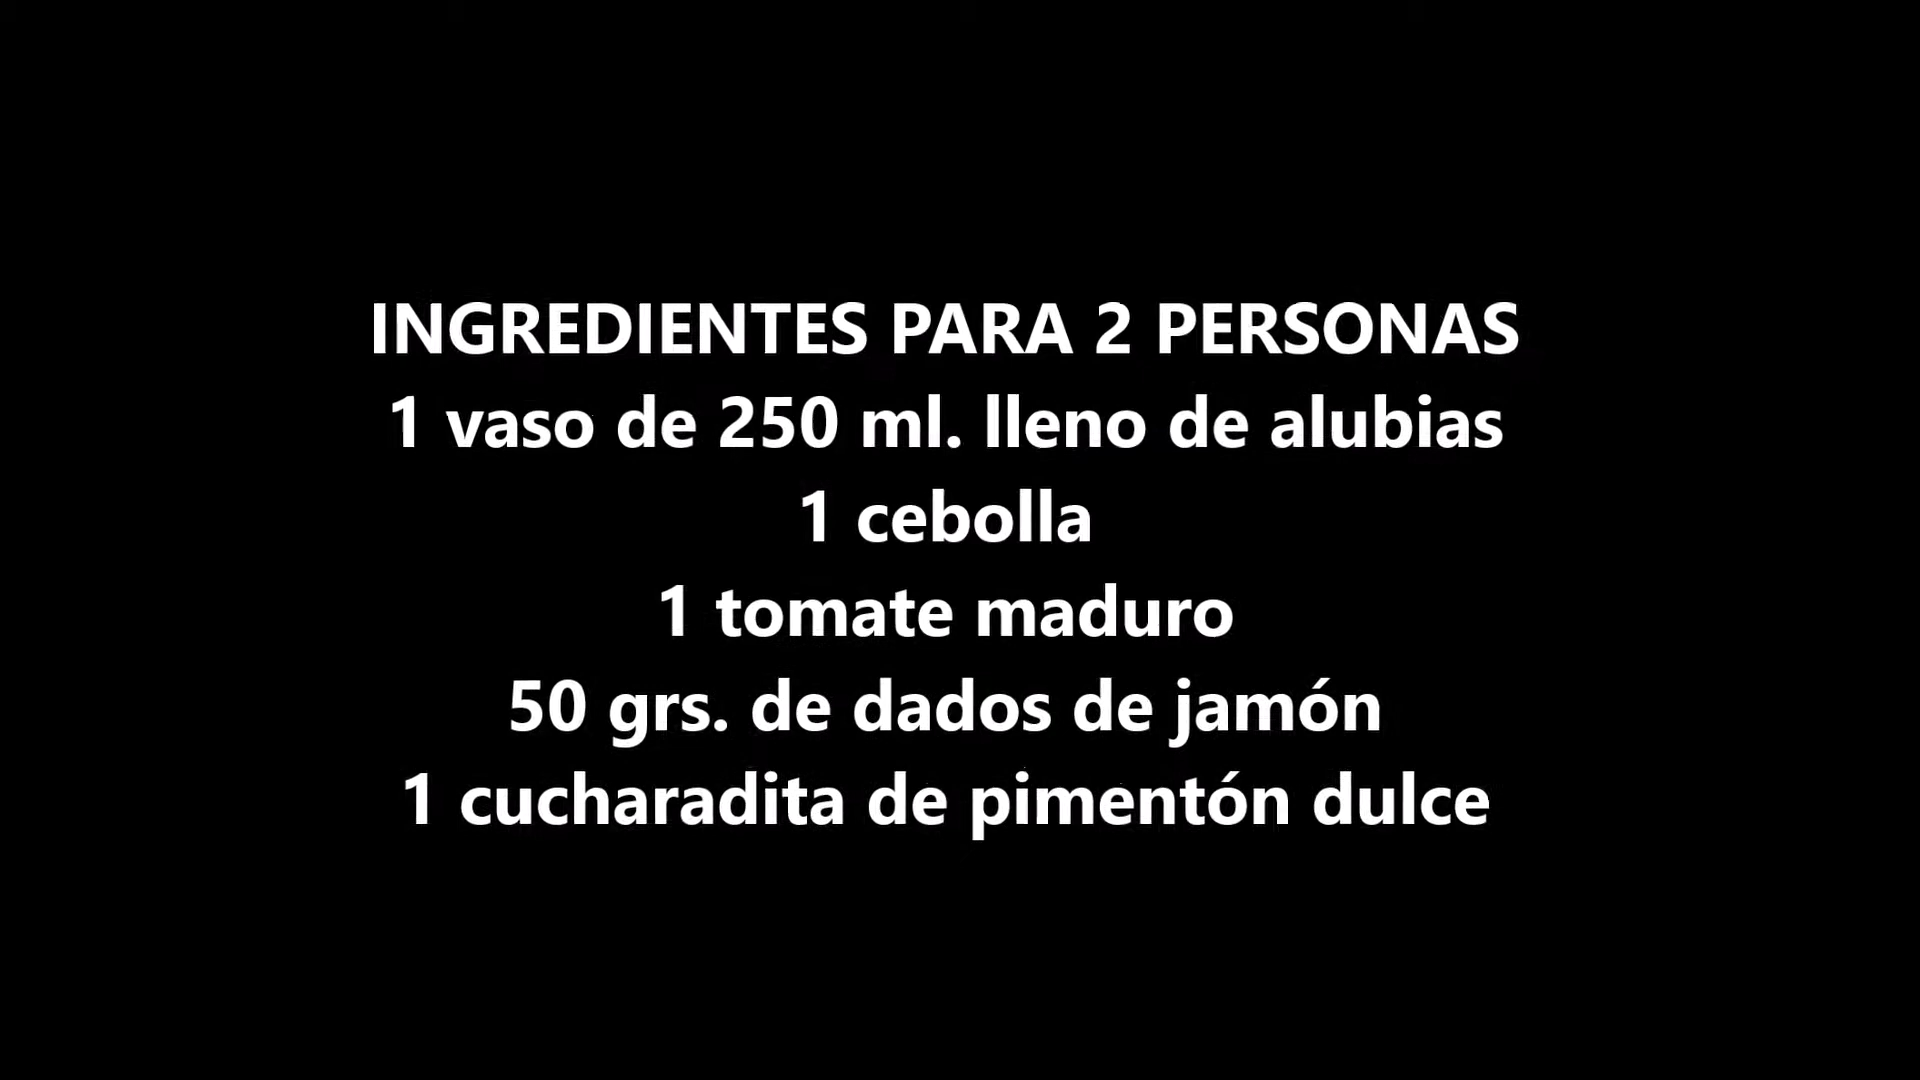 INGREDIENTES PARA 2 PERSONAS
1 vaso de 250 ml. lleno de alubias
1 cebolla
1 tomate maduro
50 grs. de dados de jamón
1 cucharadita de pimentón dulce